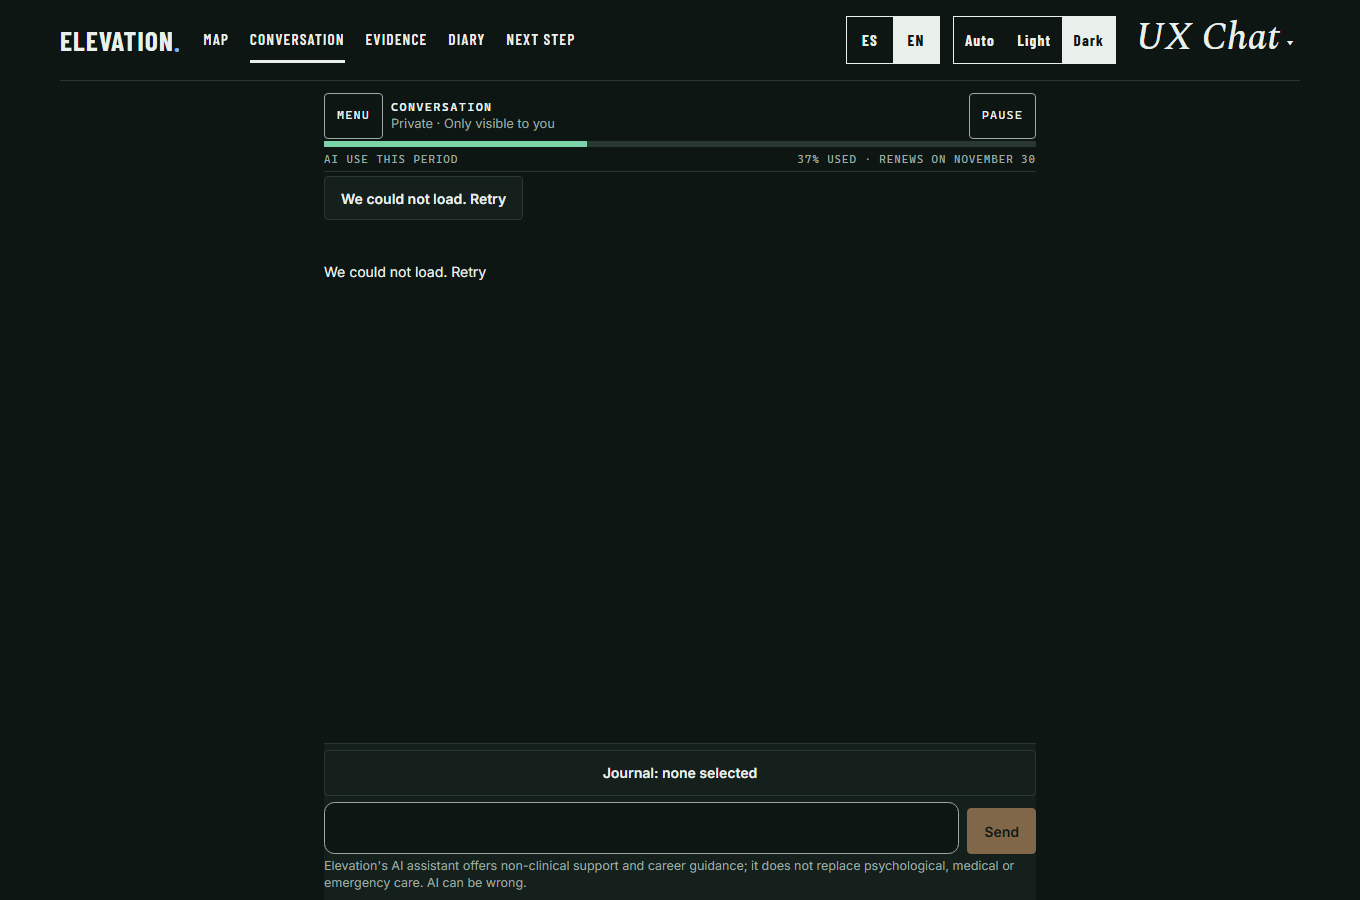 ELEVATION. MAP CONVERSATION EVIDENCE DIARY NEXT STEP ES EN Auto Light Dark UX Chat
MENU CONVERSATION PAUSE
Private · Only visible to you
AI USE THIS PERIOD 37% USED · RENEWS ON NOVEMBER 30
We could not load. Retry
We could not load. Retry
Journal: none selected
Send
Elevation's AI assistant offers non-clinical support and career guidance; it does not replace psychological, medical or
emergency care. AI can be wrong.